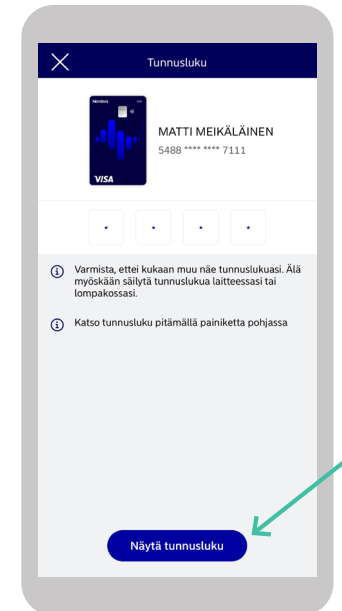 Tunnusluku
Nordea
VISA
MATTI MEIKÄLÄINEN
5488 **** **** 7111
* * * *
Varmista, ettei kukaan muu näe tunnuslukuasi. Älä
myöskään säilytä tunnuslukua laitteessasi tai
lompakossasi.
Katso tunnusluku pitämällä painiketta pohjassa
Näytä tunnusluku